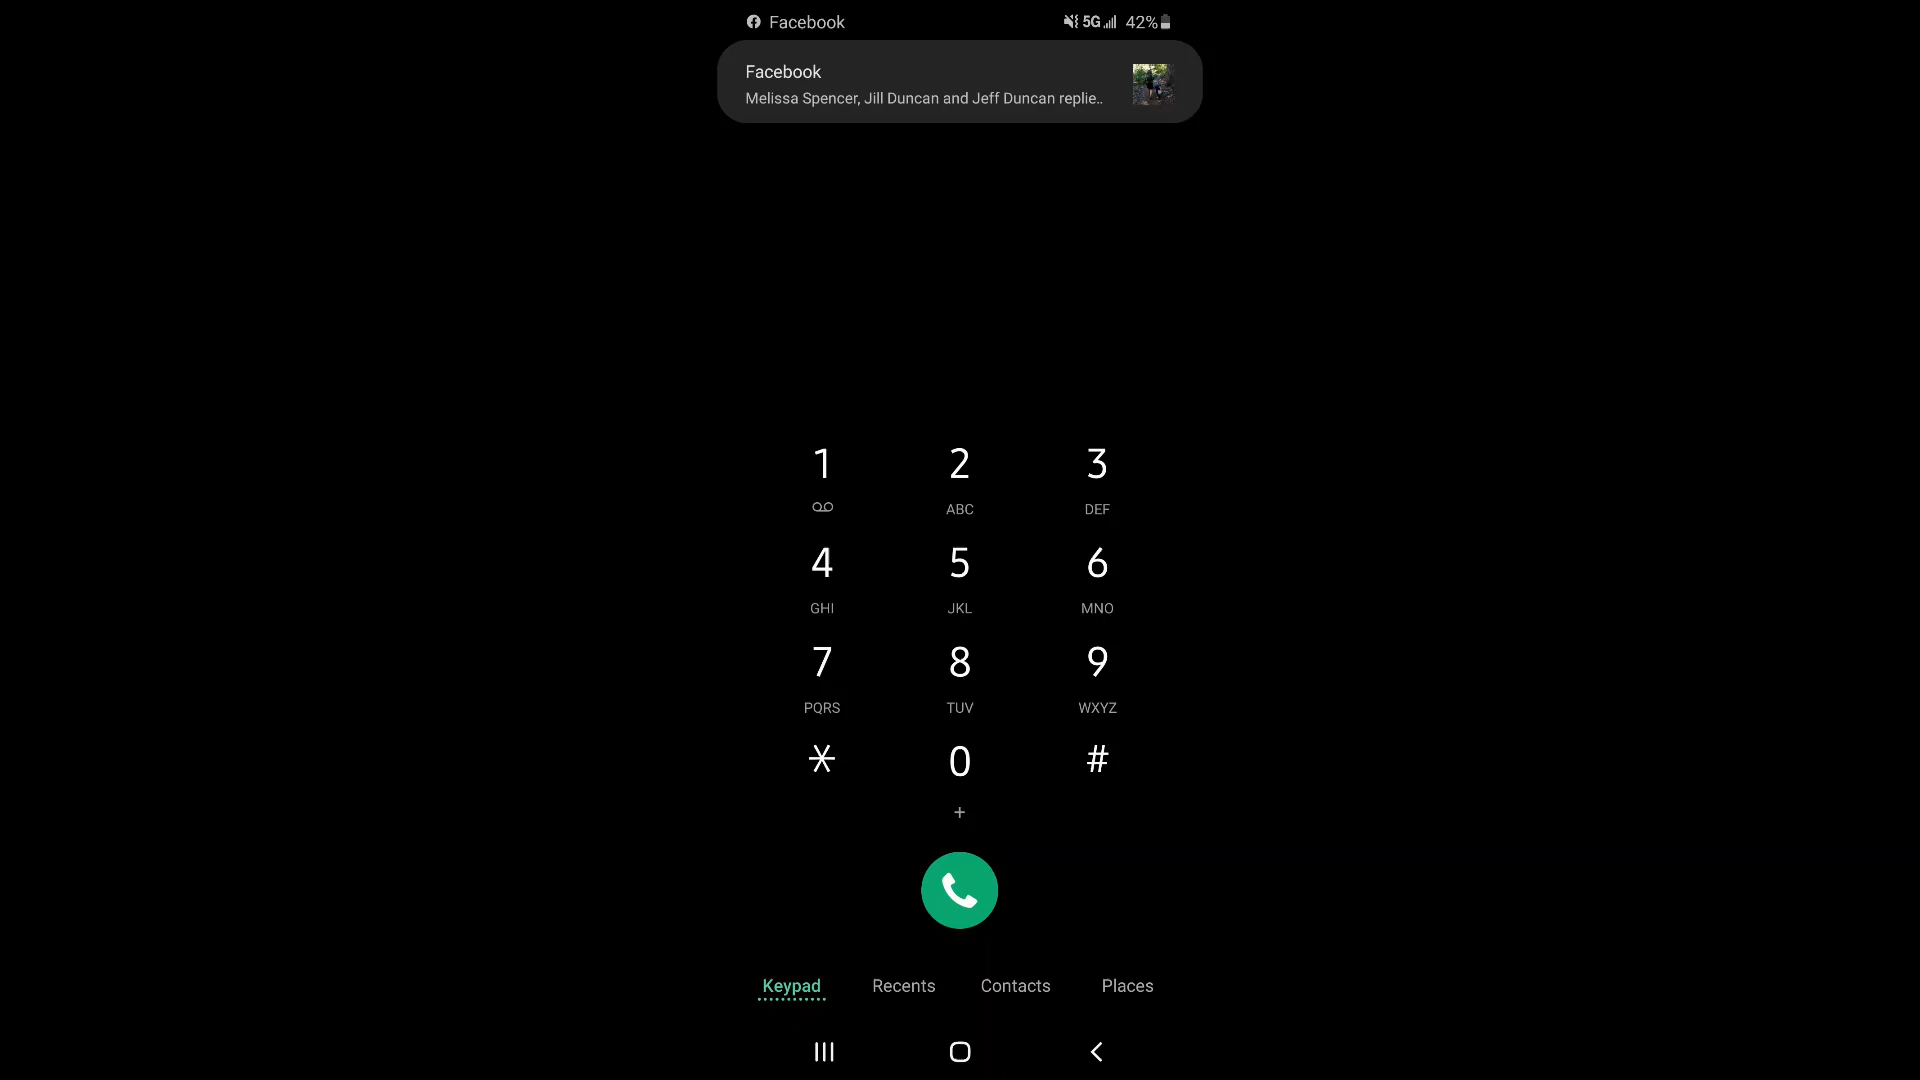 Facebook 5G 42%
Facebook
Melissa Spencer, Jill Duncan and Jeff Duncan replie..
1 2 3
ABC DEF
4 5 6
GHI JKL MNO
7 8 9
PQRS TUV WXYZ
* 0 #
+
Keypad Recents Contacts Places